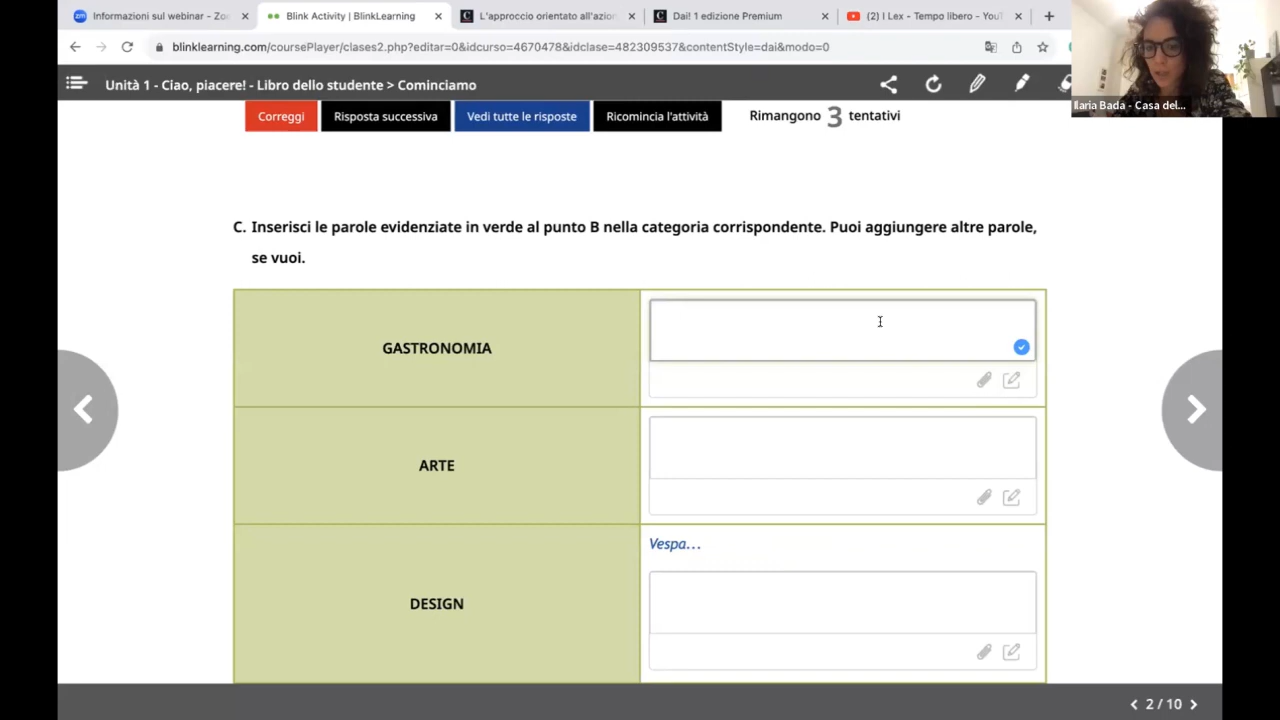 Informazioni sul webinar - Zo
Blink Activity | BlinkLearning
L'approccio orientato all'azion
Dai! 1 edizione Premium
(2) I Lex - Tempo libero - You
blinklearning.com/coursePlayer/clases2.php?editar=0&idcurso=4670478&idclase=482309537&contentStyle=dai&modo=0
Unità 1 - Ciao, piacere! - Libro dello studente > Cominciamo
Ilaria Bada - Casa del...
Correggi
Risposta successiva
Vedi tutte le risposte
Ricomincia l'attività
Rimangono 3 tentativi
C. Inserisci le parole evidenziate in verde al punto B nella categoria corrispondente. Puoi aggiungere altre parole,
se vuoi.
GASTRONOMIA
ARTE
Vespa...
DESIGN
2 / 10